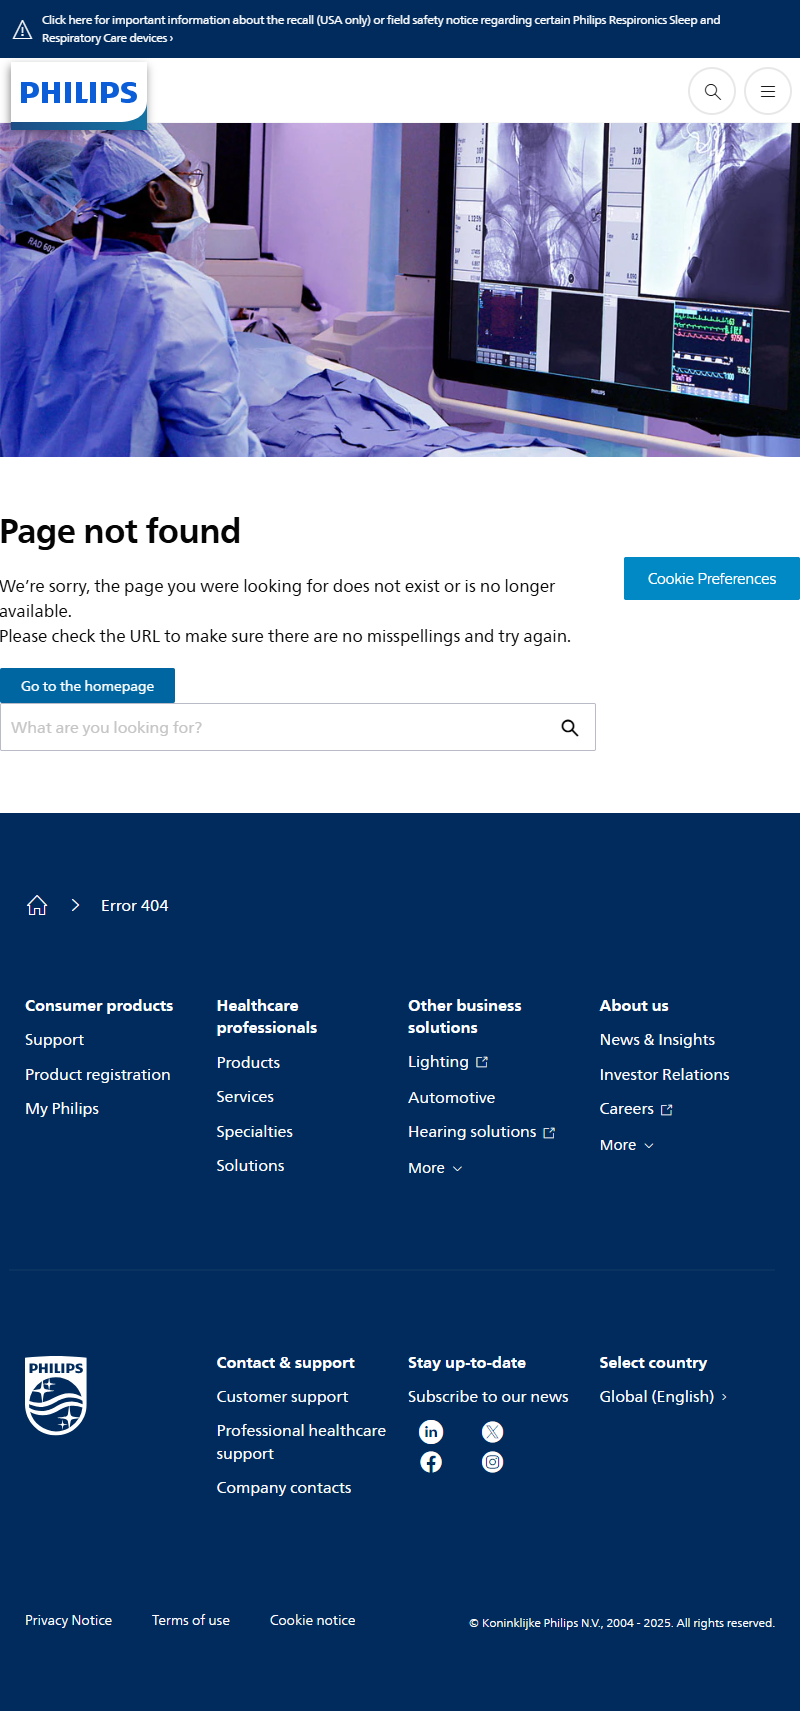 Click here for important information about the recall (USA only) or field safety notice regarding certain Philips Respironics Sleep and
Respiratory Care devices ›
PHILIPS
Page not found
We’re sorry, the page you were looking for does not exist or is no longer
available.
Please check the URL to make sure there are no misspellings and try again.
Cookie Preferences
Go to the homepage
What are you looking for?
Error 404
Consumer products
Support
Product registration
My Philips
Healthcare
professionals
Products
Services
Specialties
Solutions
Other business
solutions
Lighting
Automotive
Hearing solutions
More
About us
News & Insights
Investor Relations
Careers
More
PHILIPS
Contact & support
Customer support
Professional healthcare
support
Company contacts
Stay up-to-date
Subscribe to our news
Select country
Global (English) ›
Privacy Notice
Terms of use
Cookie notice
© Koninklijke Philips N.V., 2004 - 2025. All rights reserved.